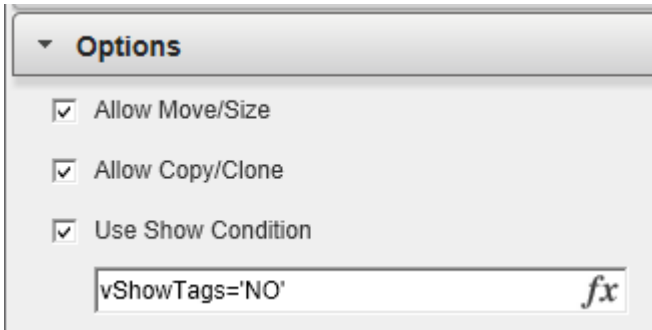 Options
Allow Move/Size
Allow Copy/Clone
Use Show Condition
vShowTags='NO' fx